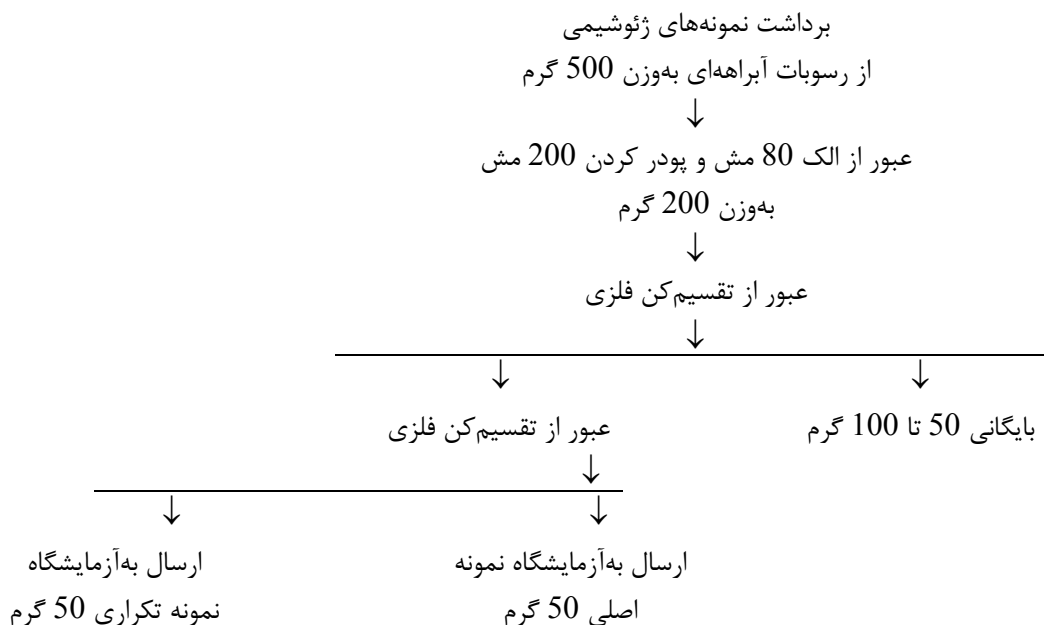 برداشت نمونه‌های ژئوشیمی
از رسوبات آبراهه‌ای به‌وزن 500 گرم
↓
عبور از الک 80 مش و پودر کردن 200 مش
به‌وزن 200 گرم
↓
عبور از تقسیم‌کن فلزی
↓
↓ ↓
بایگانی 50 تا 100 گرم
عبور از تقسیم‌کن فلزی
↓
↓ ↓
ارسال به‌آزمایشگاه نمونه
اصلی 50 گرم
ارسال به‌آزمایشگاه
نمونه تکراری 50 گرم